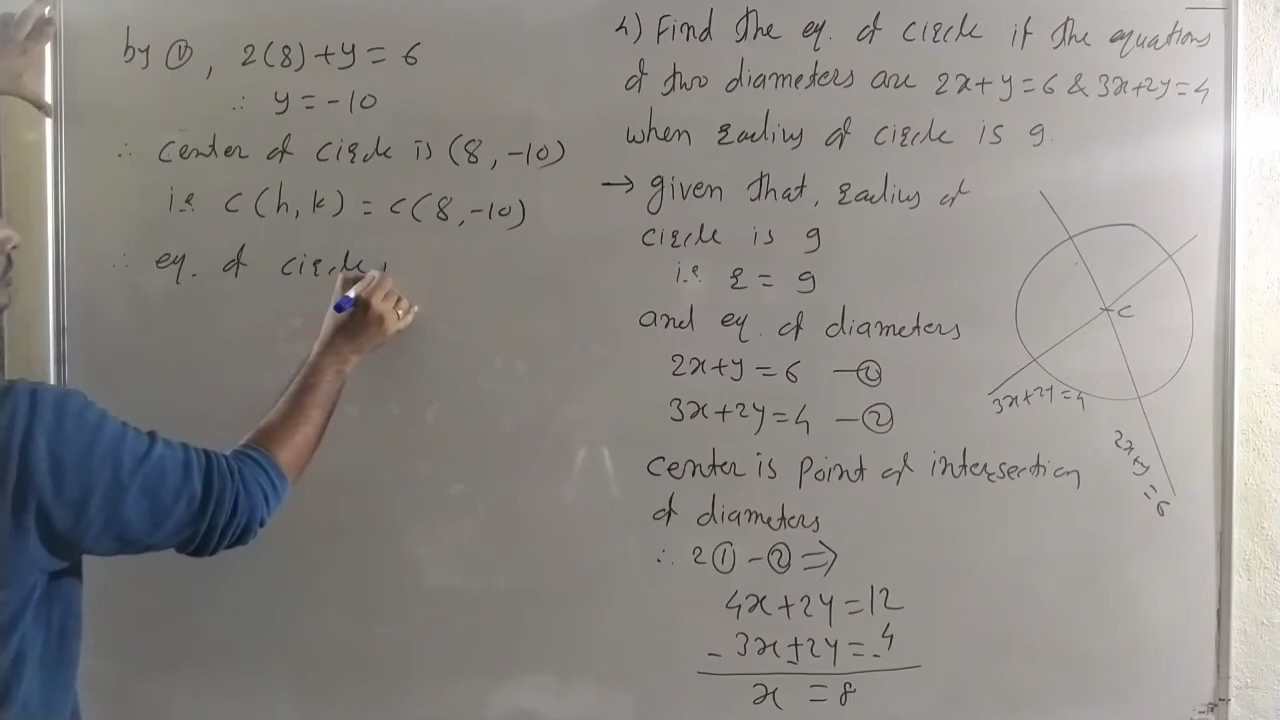 by ①, 2(8)+y = 6
∴ y = -10
∴ center of circle is (8, -10)
i.e C(h, k) = C(8, -10)
∴ eq. of circle
4) Find the eq. of circle if the equations
of two diameters are 2x+y=6 & 3x+2y=4
when radius of circle is 9.
→ given that, radius of
circle is 9
i.e r = 9
and eq. of diameters
2x+y = 6 —①
3x+2y = 4 —②
center is point of intersection
of diameters
∴ 2① - ② ⇒
4x+2y = 12
- 3x+2y = 4
x = 8
C
3x+2y=4
2x+y=6